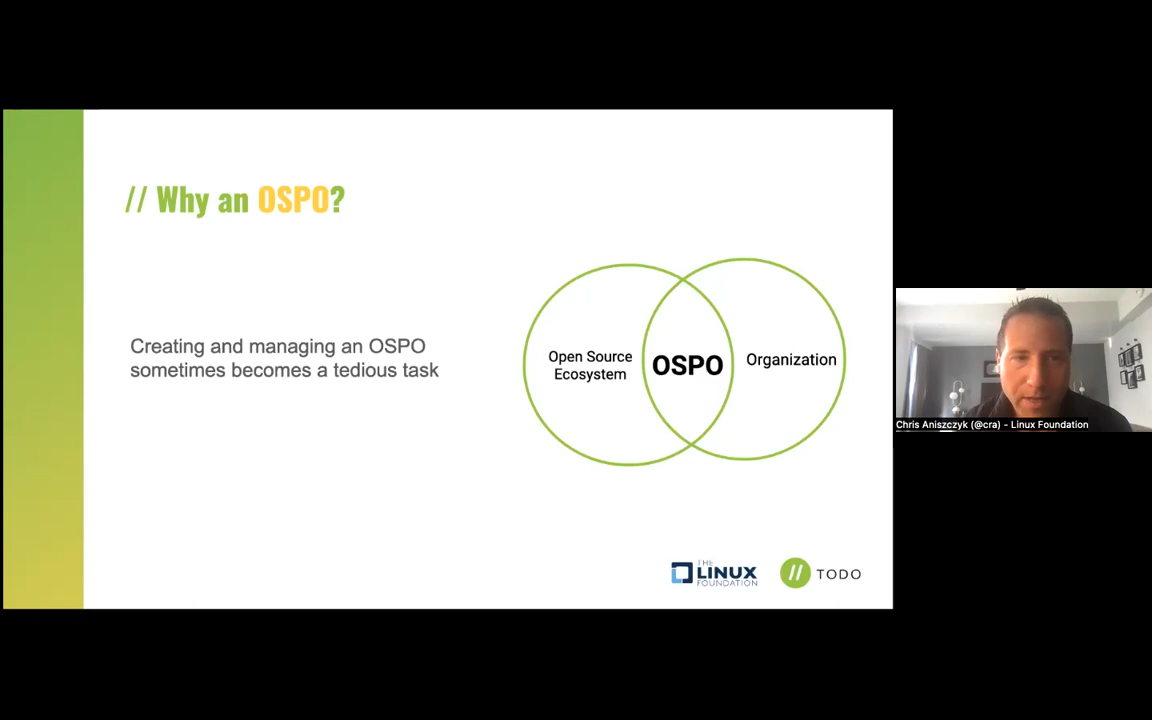 // Why an OSPO?
Creating and managing an OSPO
sometimes becomes a tedious task
Open Source
Ecosystem
OSPO
Organization
THE
LINUX
FOUNDATION
// TODO
Chris Aniszczyk (@cra) - Linux Foundation